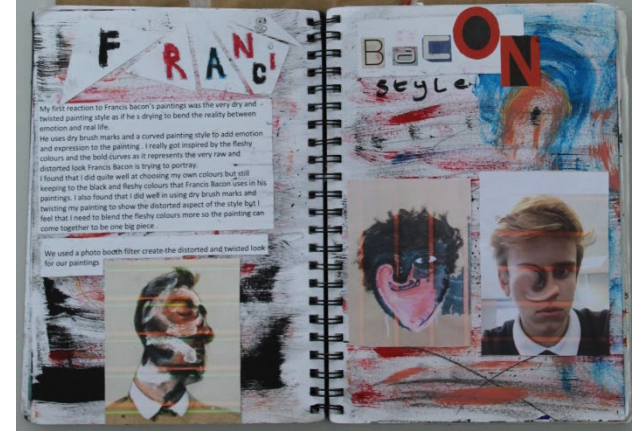 FRANCI
BACON
style
My first reaction to Francis bacon's paintings was the very dry and
twisted painting style as if he s drying to bend the reality between
emotion and real life.
He uses dry brush marks and a curved painting style to add emotion
and expression to the painting . I really got inspired by the fleshy
colours and the bold curves as it represents the very raw and
distorted look Francis Bacon is trying to portray.
I found that I did quite well at choosing my own colours but still
keeping to the black and fleshy colours that Francis Bacon uses in his
paintings. I also found that I did well in using dry brush marks and
twisting my painting to show the distorted aspect of the style but I
feel that I need to blend the fleshy colours more so the painting can
come together to be one big piece .
We used a photo booth filter create the distorted and twisted look
for our paintings